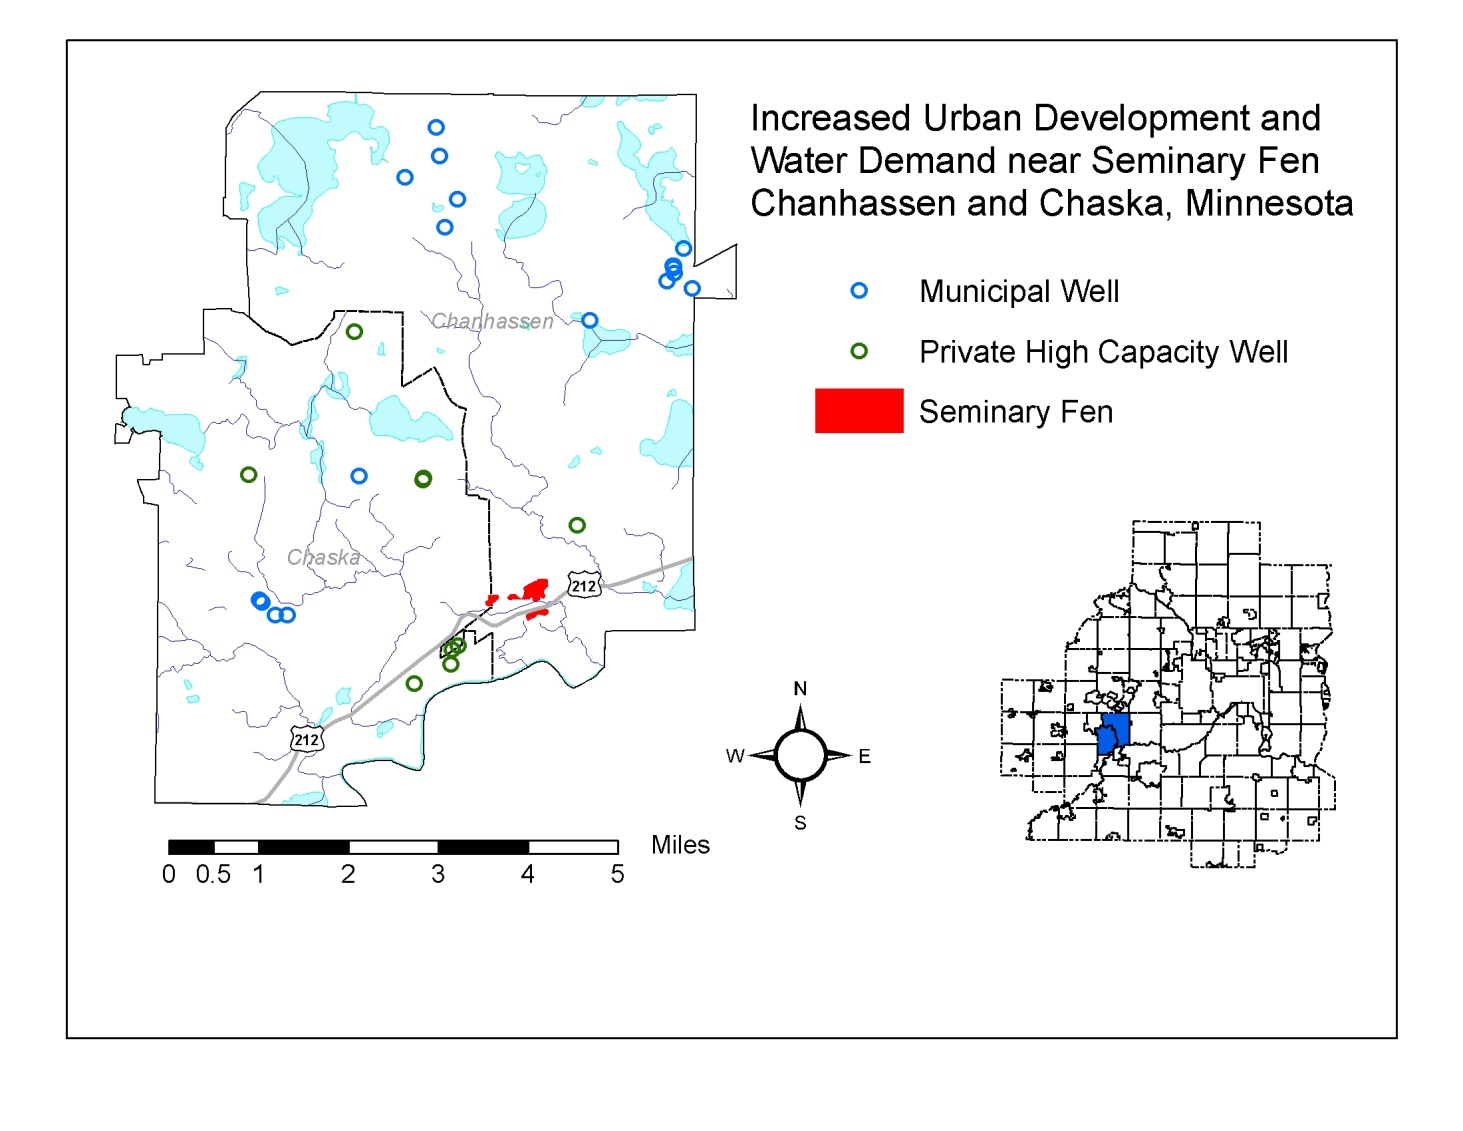 Increased Urban Development and
Water Demand near Seminary Fen
Chanhassen and Chaska, Minnesota
Municipal Well
Private High Capacity Well
Seminary Fen
Chanhassen
Chaska
212
212
N
W E
S
Miles
0 0.5 1 2 3 4 5